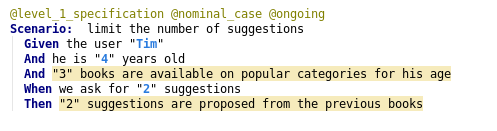 @level_1_specification @nominal_case @ongoing
Scenario:  limit the number of suggestions
Given the user "Tim"
And he is "4" years old
And "3" books are available on popular categories for his age
When we ask for "2" suggestions
Then "2" suggestions are proposed from the previous books